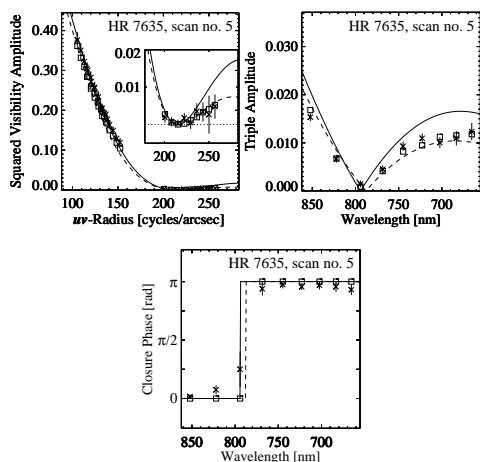 HR 7635, scan no. 5
Squared Visibility Amplitude
0.40
0.30
0.20
0.10
0.00
0.02
0.01
200
250
100
150
200
250
uv-Radius [cycles/arcsec]
HR 7635, scan no. 5
Triple Amplitude
0.030
0.020
0.010
0.000
850
800
750
700
Wavelength [nm]
HR 7635, scan no. 5
Closure Phase [rad]
π
π/2
0
850
800
750
700
Wavelength [nm]